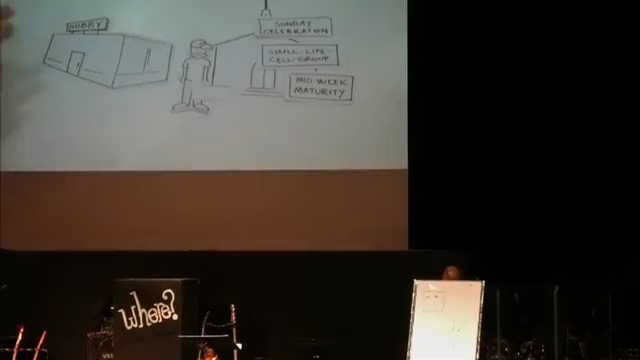 HOBBY
SUNDAY
CELEBRATION
SMALL-LIFE
CELL-GROUP
MID-WEEK
MATURITY
where?